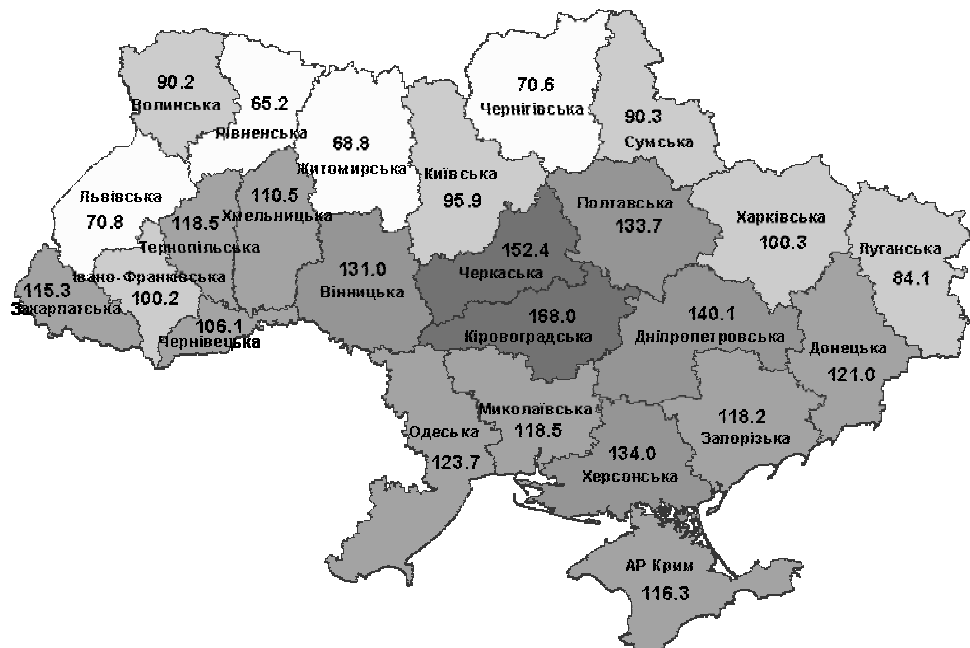 90.2
Волинська
65.2
Рівненська
68.8
Житомирська
70.6
Чернігівська
90.3
Сумська
Київська
95.9
Львівська
70.8
118.5
Тернопільська
110.5
Хмельницька
Полтавська
133.7
Харківська
100.3
Луганська
84.1
115.3
Закарпатська
Івано-Франківська
100.2
106.1
Чернівецька
131.0
Вінницька
152.4
Черкаська
168.0
Кіровоградська
140.1
Дніпропетровська
Донецька
121.0
Одеська
123.7
Миколаївська
118.5
134.0
Херсонська
118.2
Запорізька
АР Крим
116.3